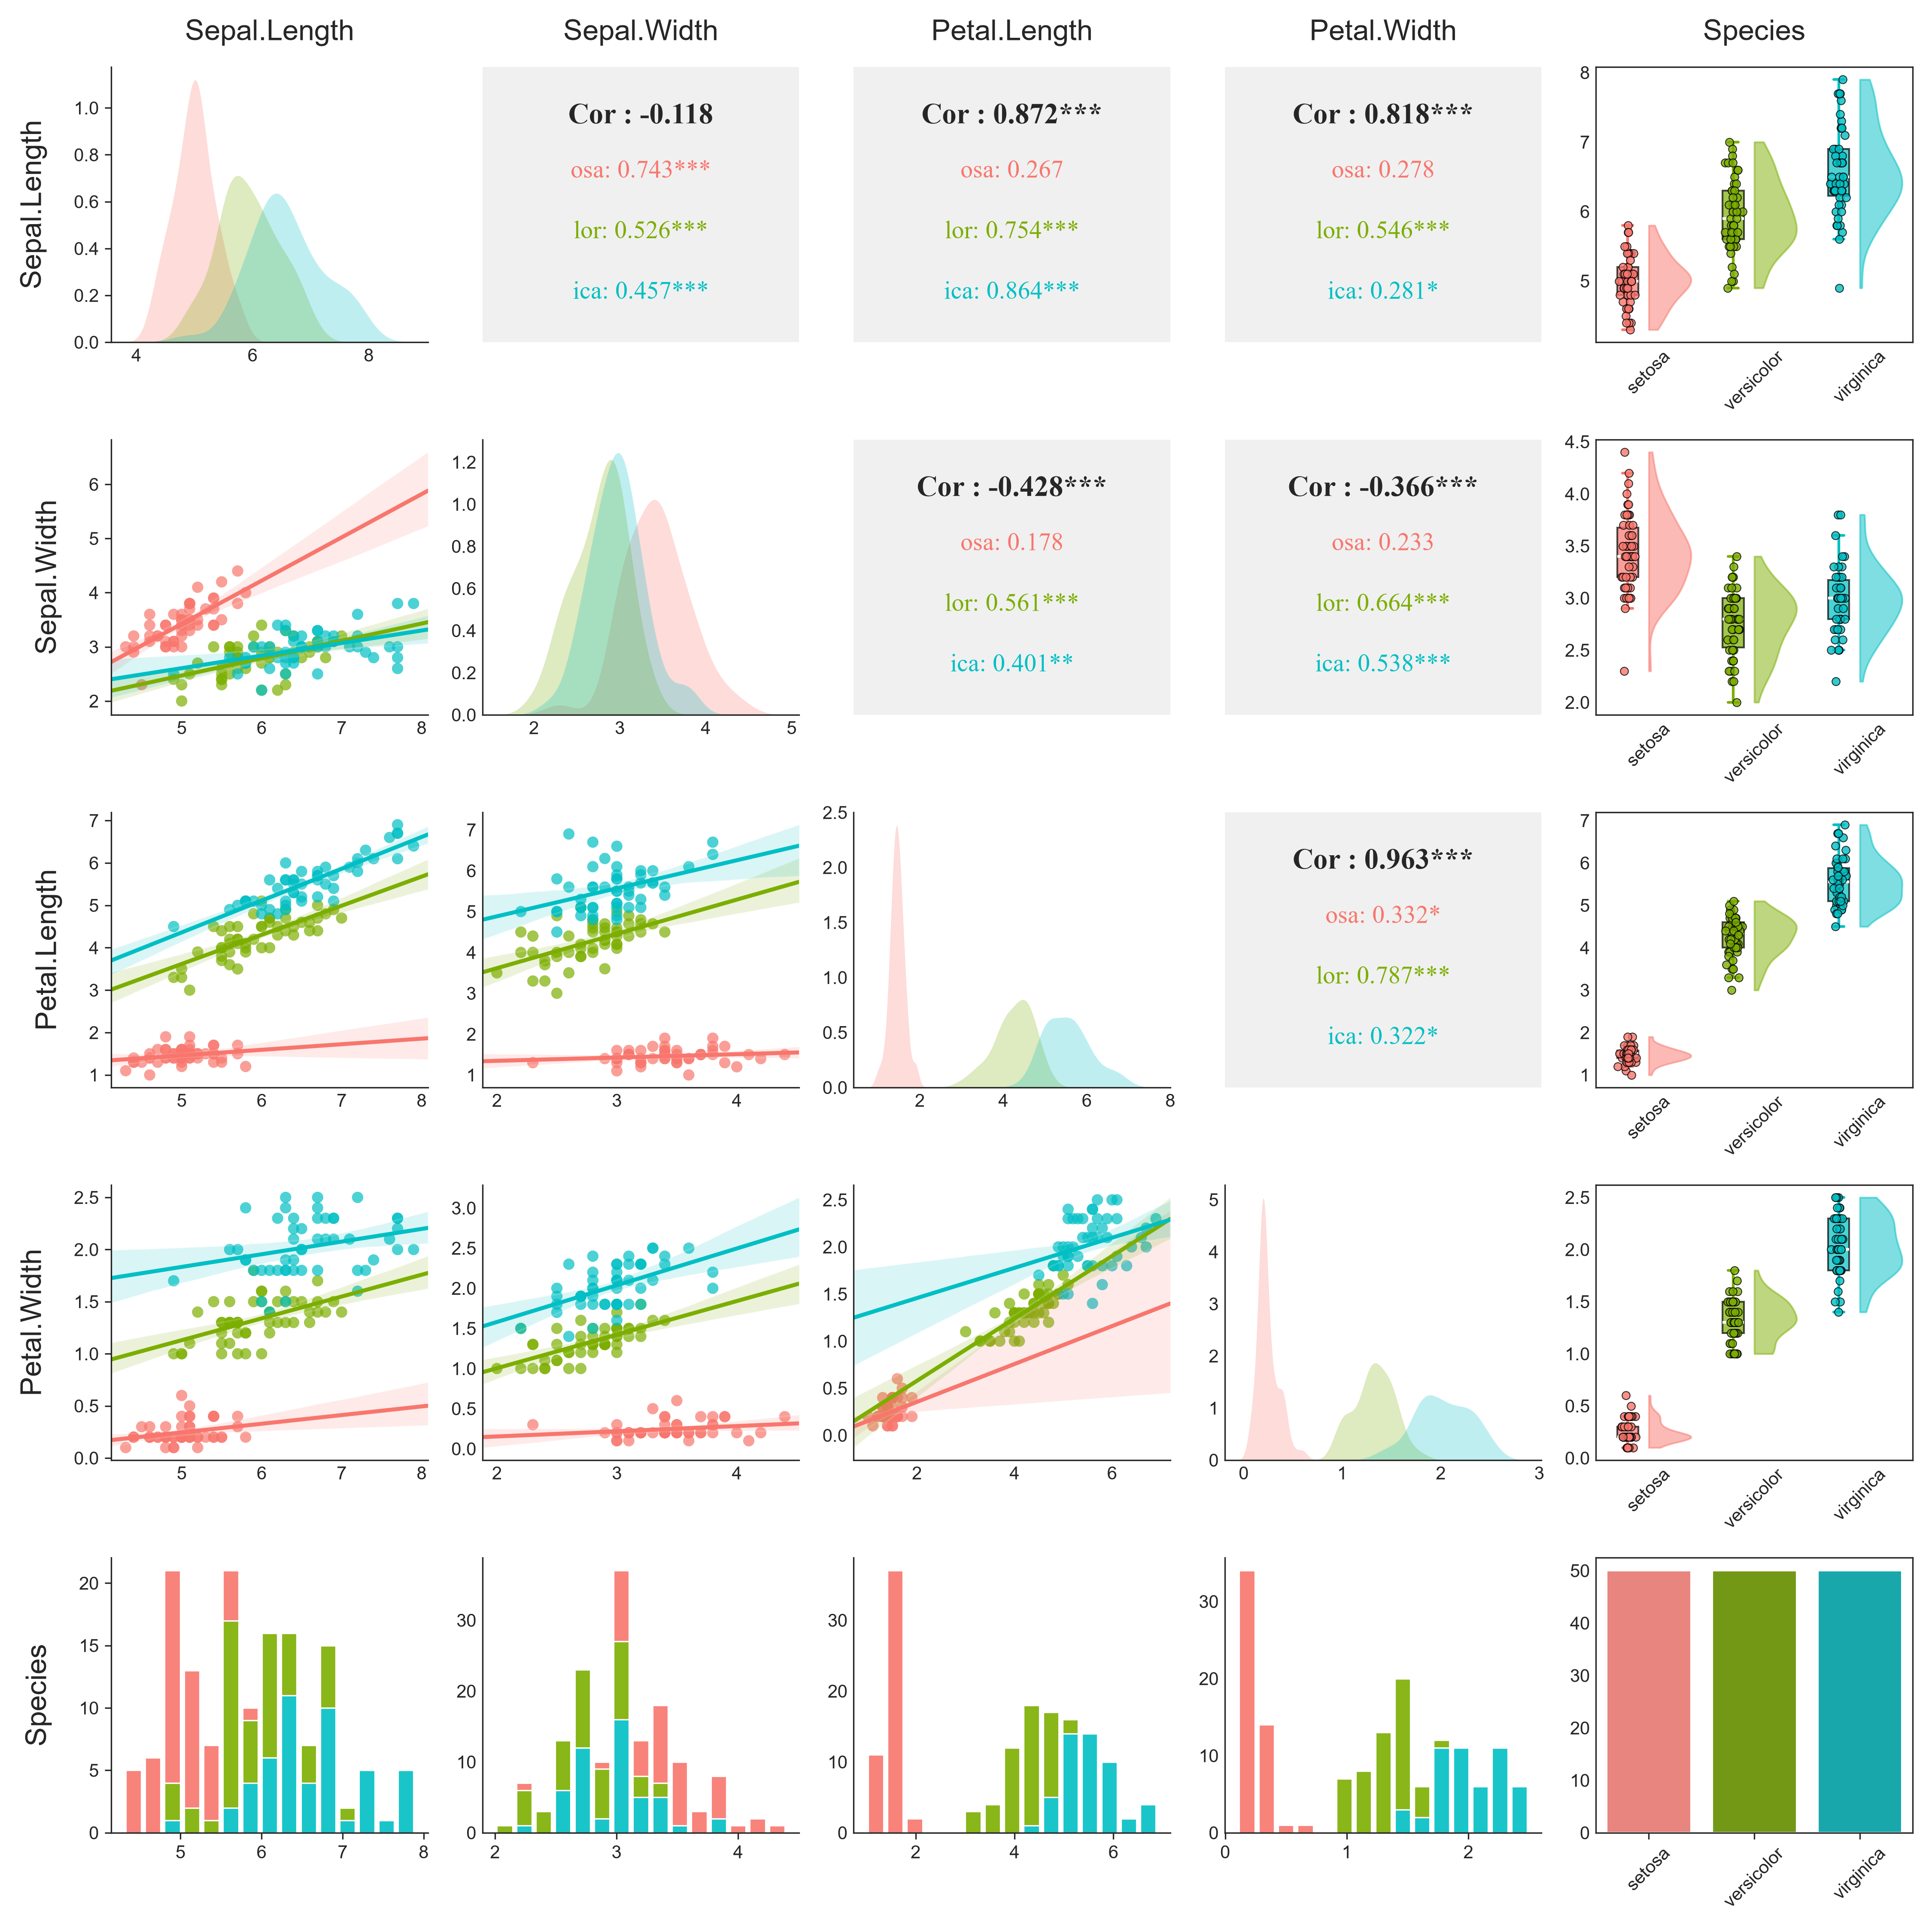 Sepal.Length Sepal.Width Petal.Length Petal.Width Species
Sepal.Length
1.0
0.8
0.6
0.4
0.2
0.0
4 6 8
Cor : -0.118
osa: 0.743***
lor: 0.526***
ica: 0.457***
Cor : 0.872***
osa: 0.267
lor: 0.754***
ica: 0.864***
Cor : 0.818***
osa: 0.278
lor: 0.546***
ica: 0.281*
8
7
6
5
setosa versicolor virginica
Sepal.Width
6
5
4
3
2
5 6 7 8
1.2
1.0
0.8
0.6
0.4
0.2
0.0
2 3 4 5
Cor : -0.428***
osa: 0.178
lor: 0.561***
ica: 0.401**
Cor : -0.366***
osa: 0.233
lor: 0.664***
ica: 0.538***
4.5
4.0
3.5
3.0
2.5
2.0
setosa versicolor virginica
Petal.Length
7
6
5
4
3
2
1
5 6 7 8
7
6
5
4
3
2
1
2 3 4
2.5
2.0
1.5
1.0
0.5
0.0
2 4 6 8
Cor : 0.963***
osa: 0.332*
lor: 0.787***
ica: 0.322*
7
6
5
4
3
2
1
setosa versicolor virginica
Petal.Width
2.5
2.0
1.5
1.0
0.5
0.0
5 6 7 8
3.0
2.5
2.0
1.5
1.0
0.5
0.0
2 3 4
2.5
2.0
1.5
1.0
0.5
0.0
2 4 6
5
4
3
2
1
0
0 1 2 3
2.5
2.0
1.5
1.0
0.5
0.0
setosa versicolor virginica
Species
20
15
10
5
0
5 6 7 8
30
20
10
0
2 3 4
30
20
10
0
2 4 6
30
20
10
0
0 1 2
50
40
30
20
10
0
setosa versicolor virginica